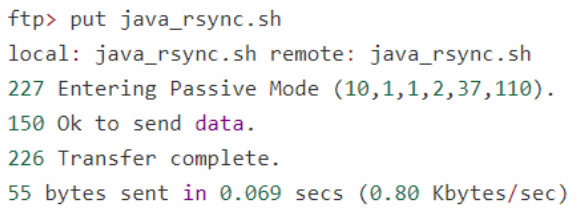 ftp> put java_rsync.sh
local: java_rsync.sh remote: java_rsync.sh
227 Entering Passive Mode (10,1,1,2,37,110).
150 Ok to send data.
226 Transfer complete.
55 bytes sent in 0.069 secs (0.80 Kbytes/sec)